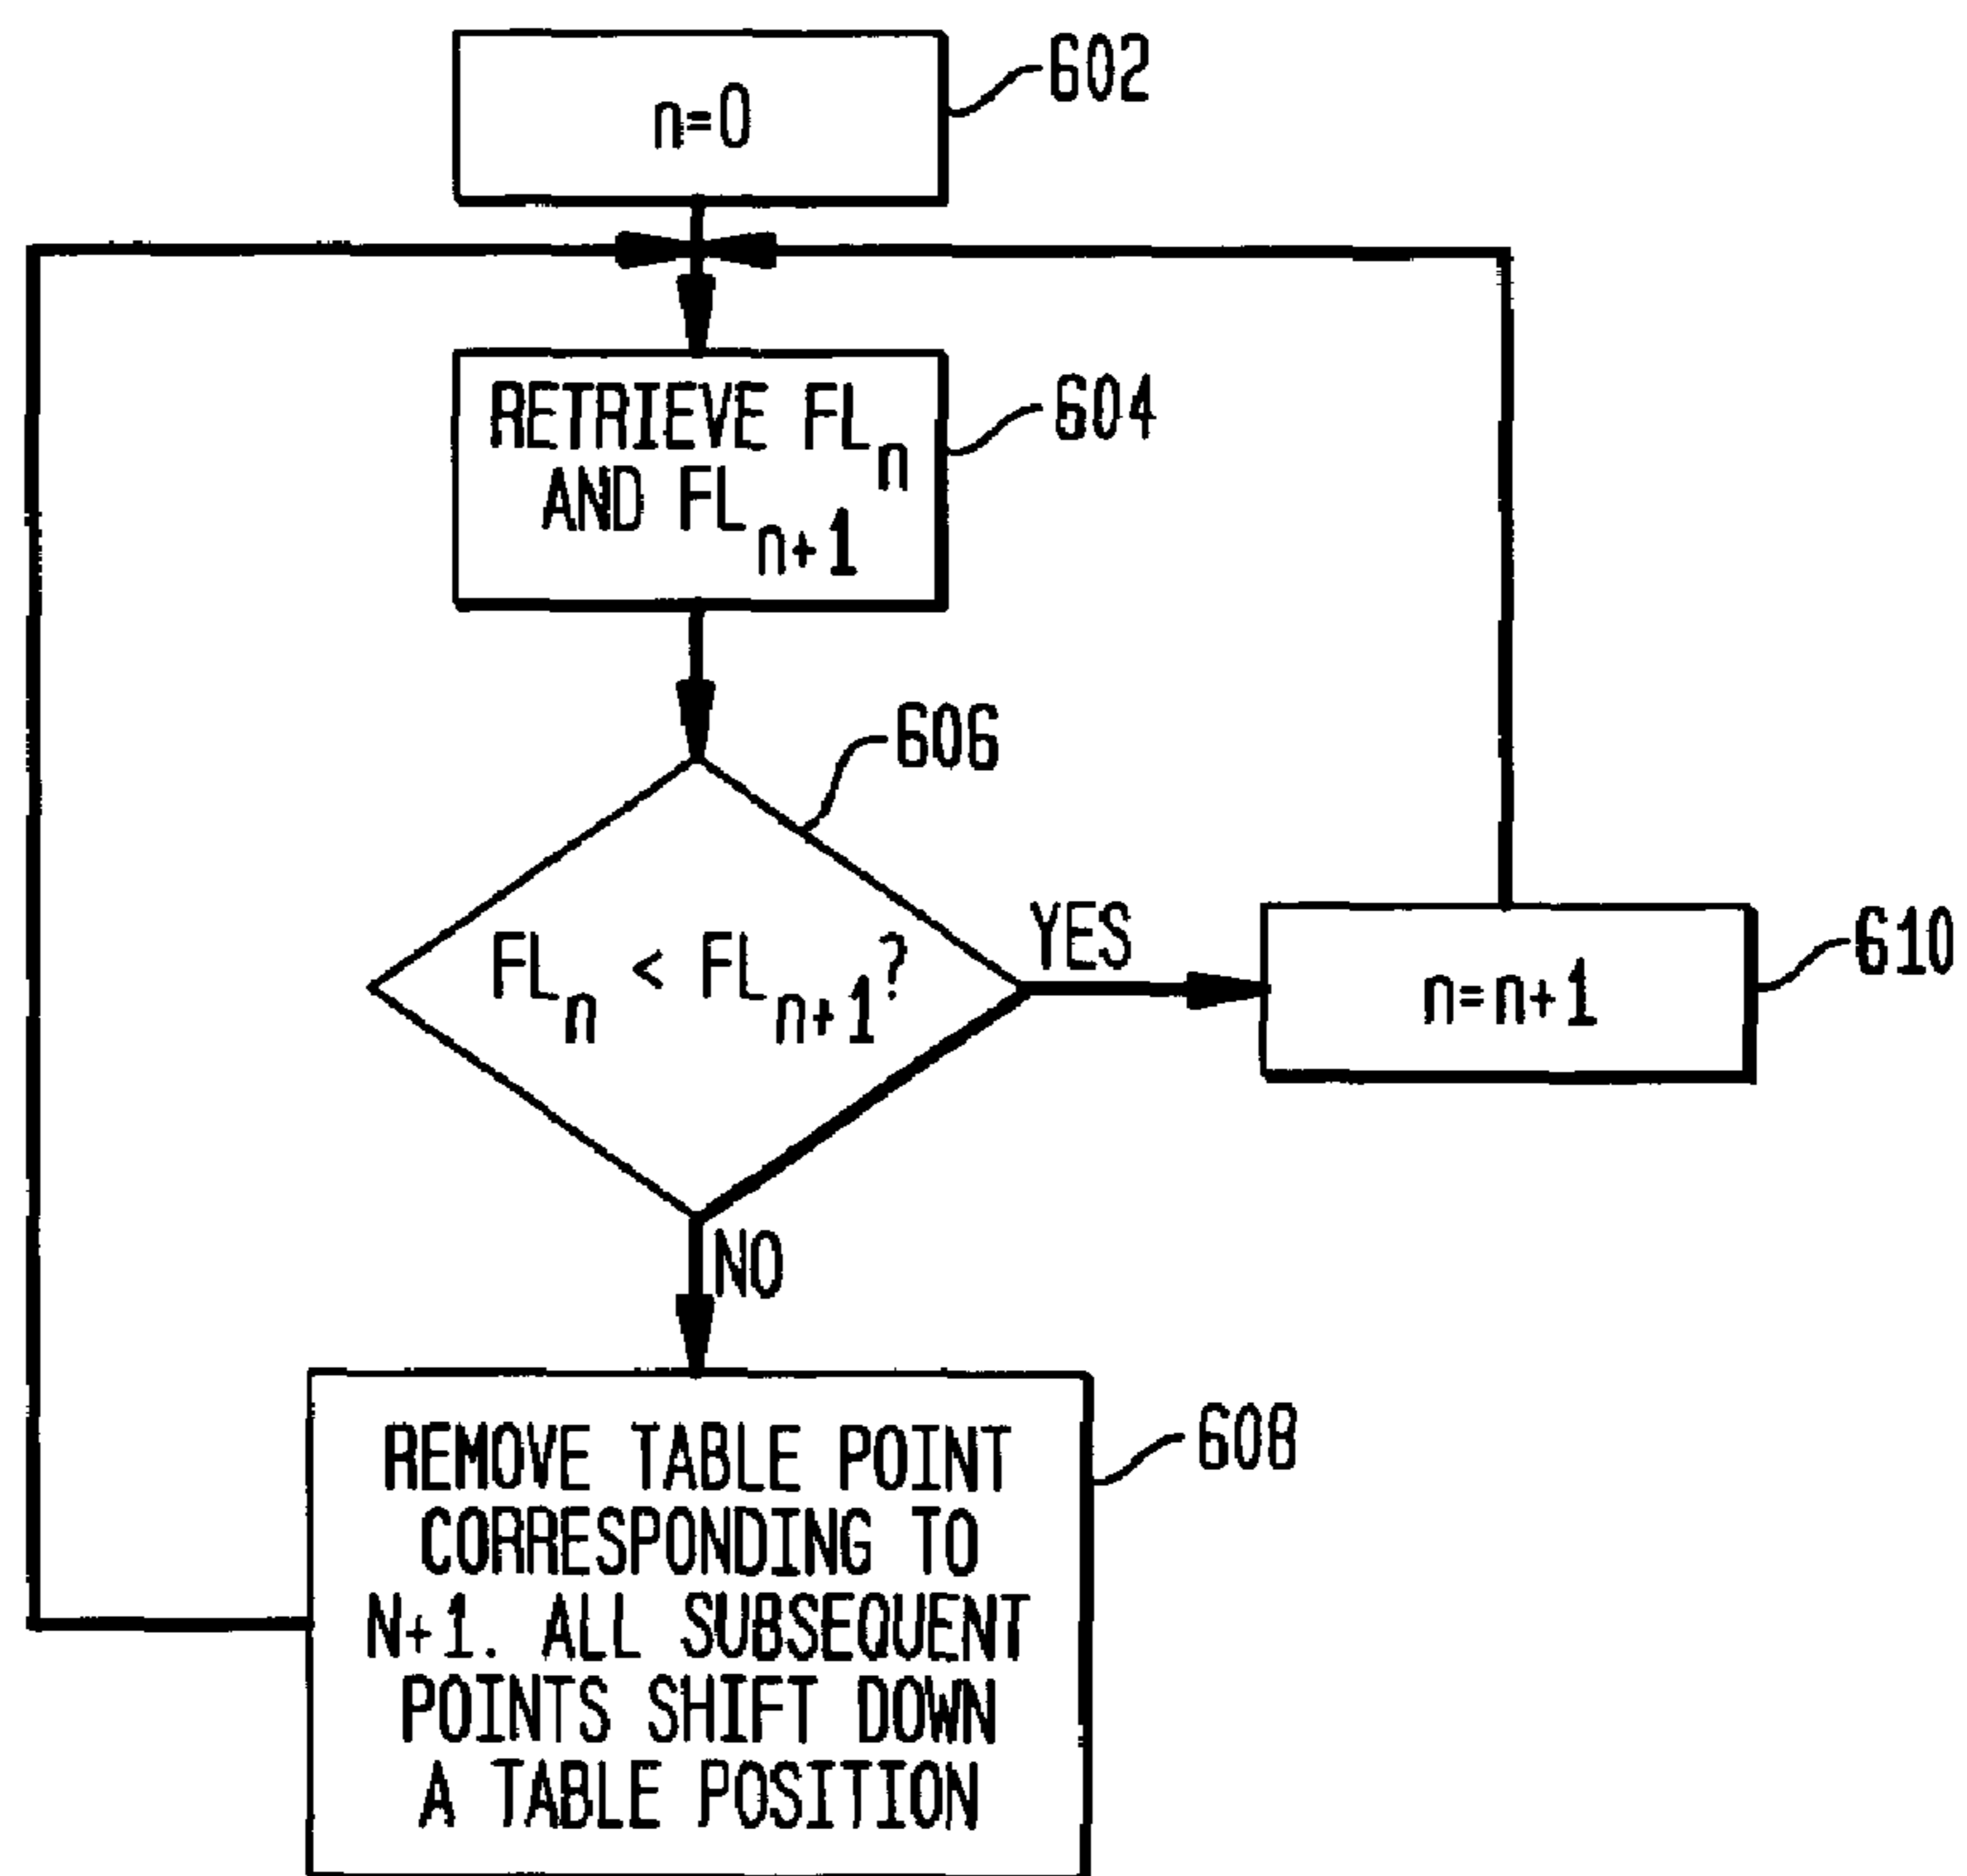 n=0
602
RETRIEVE FLn
AND FLn+1
604
606
FLn < FLn+1?
YES
n=n+1
610
NO
REMOVE TABLE POINT
CORRESPONDING TO
N+1. ALL SUBSEQUENT
POINTS SHIFT DOWN
A TABLE POSITION
608